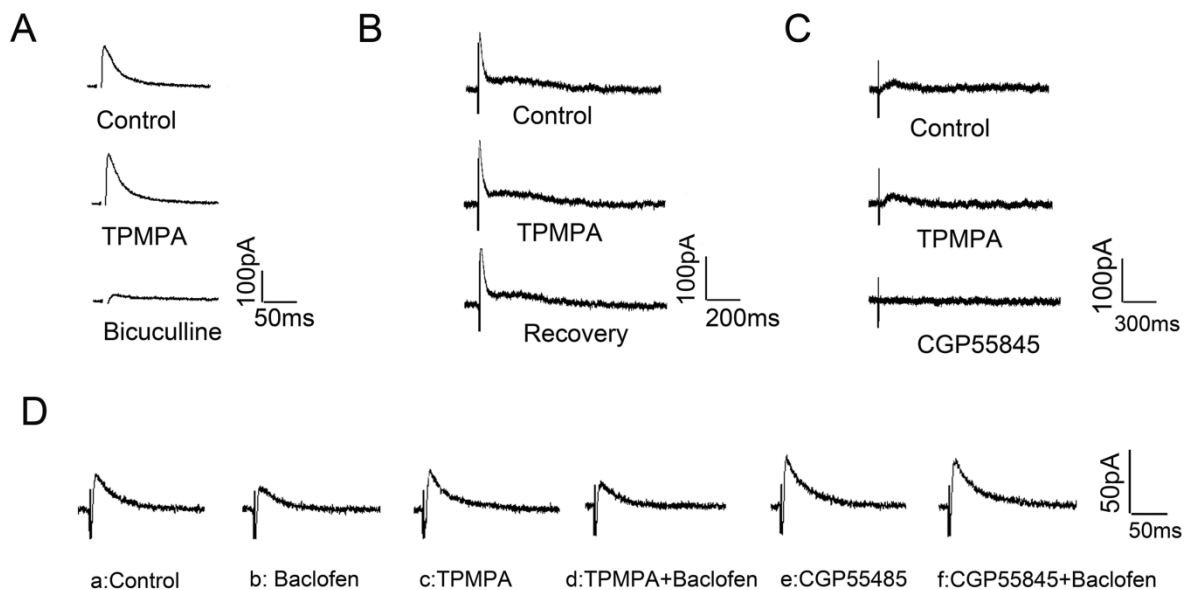 A
Control
TPMPA
Bicuculline
100pA
50ms
B
Control
TPMPA
Recovery
100pA
200ms
C
Control
TPMPA
CGP55845
100pA
300ms
D
a:Control
b: Baclofen
c:TPMPA
d:TPMPA+Baclofen
e:CGP55485
f:CGP55845+Baclofen
50pA
50ms